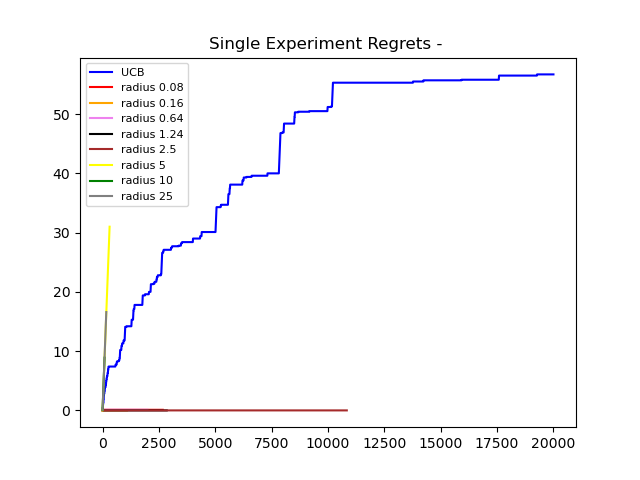 Single Experiment Regrets -
UCB
radius 0.08
radius 0.16
radius 0.64
radius 1.24
radius 2.5
radius 5
radius 10
radius 25
50
40
30
20
10
0
0 2500 5000 7500 10000 12500 15000 17500 20000